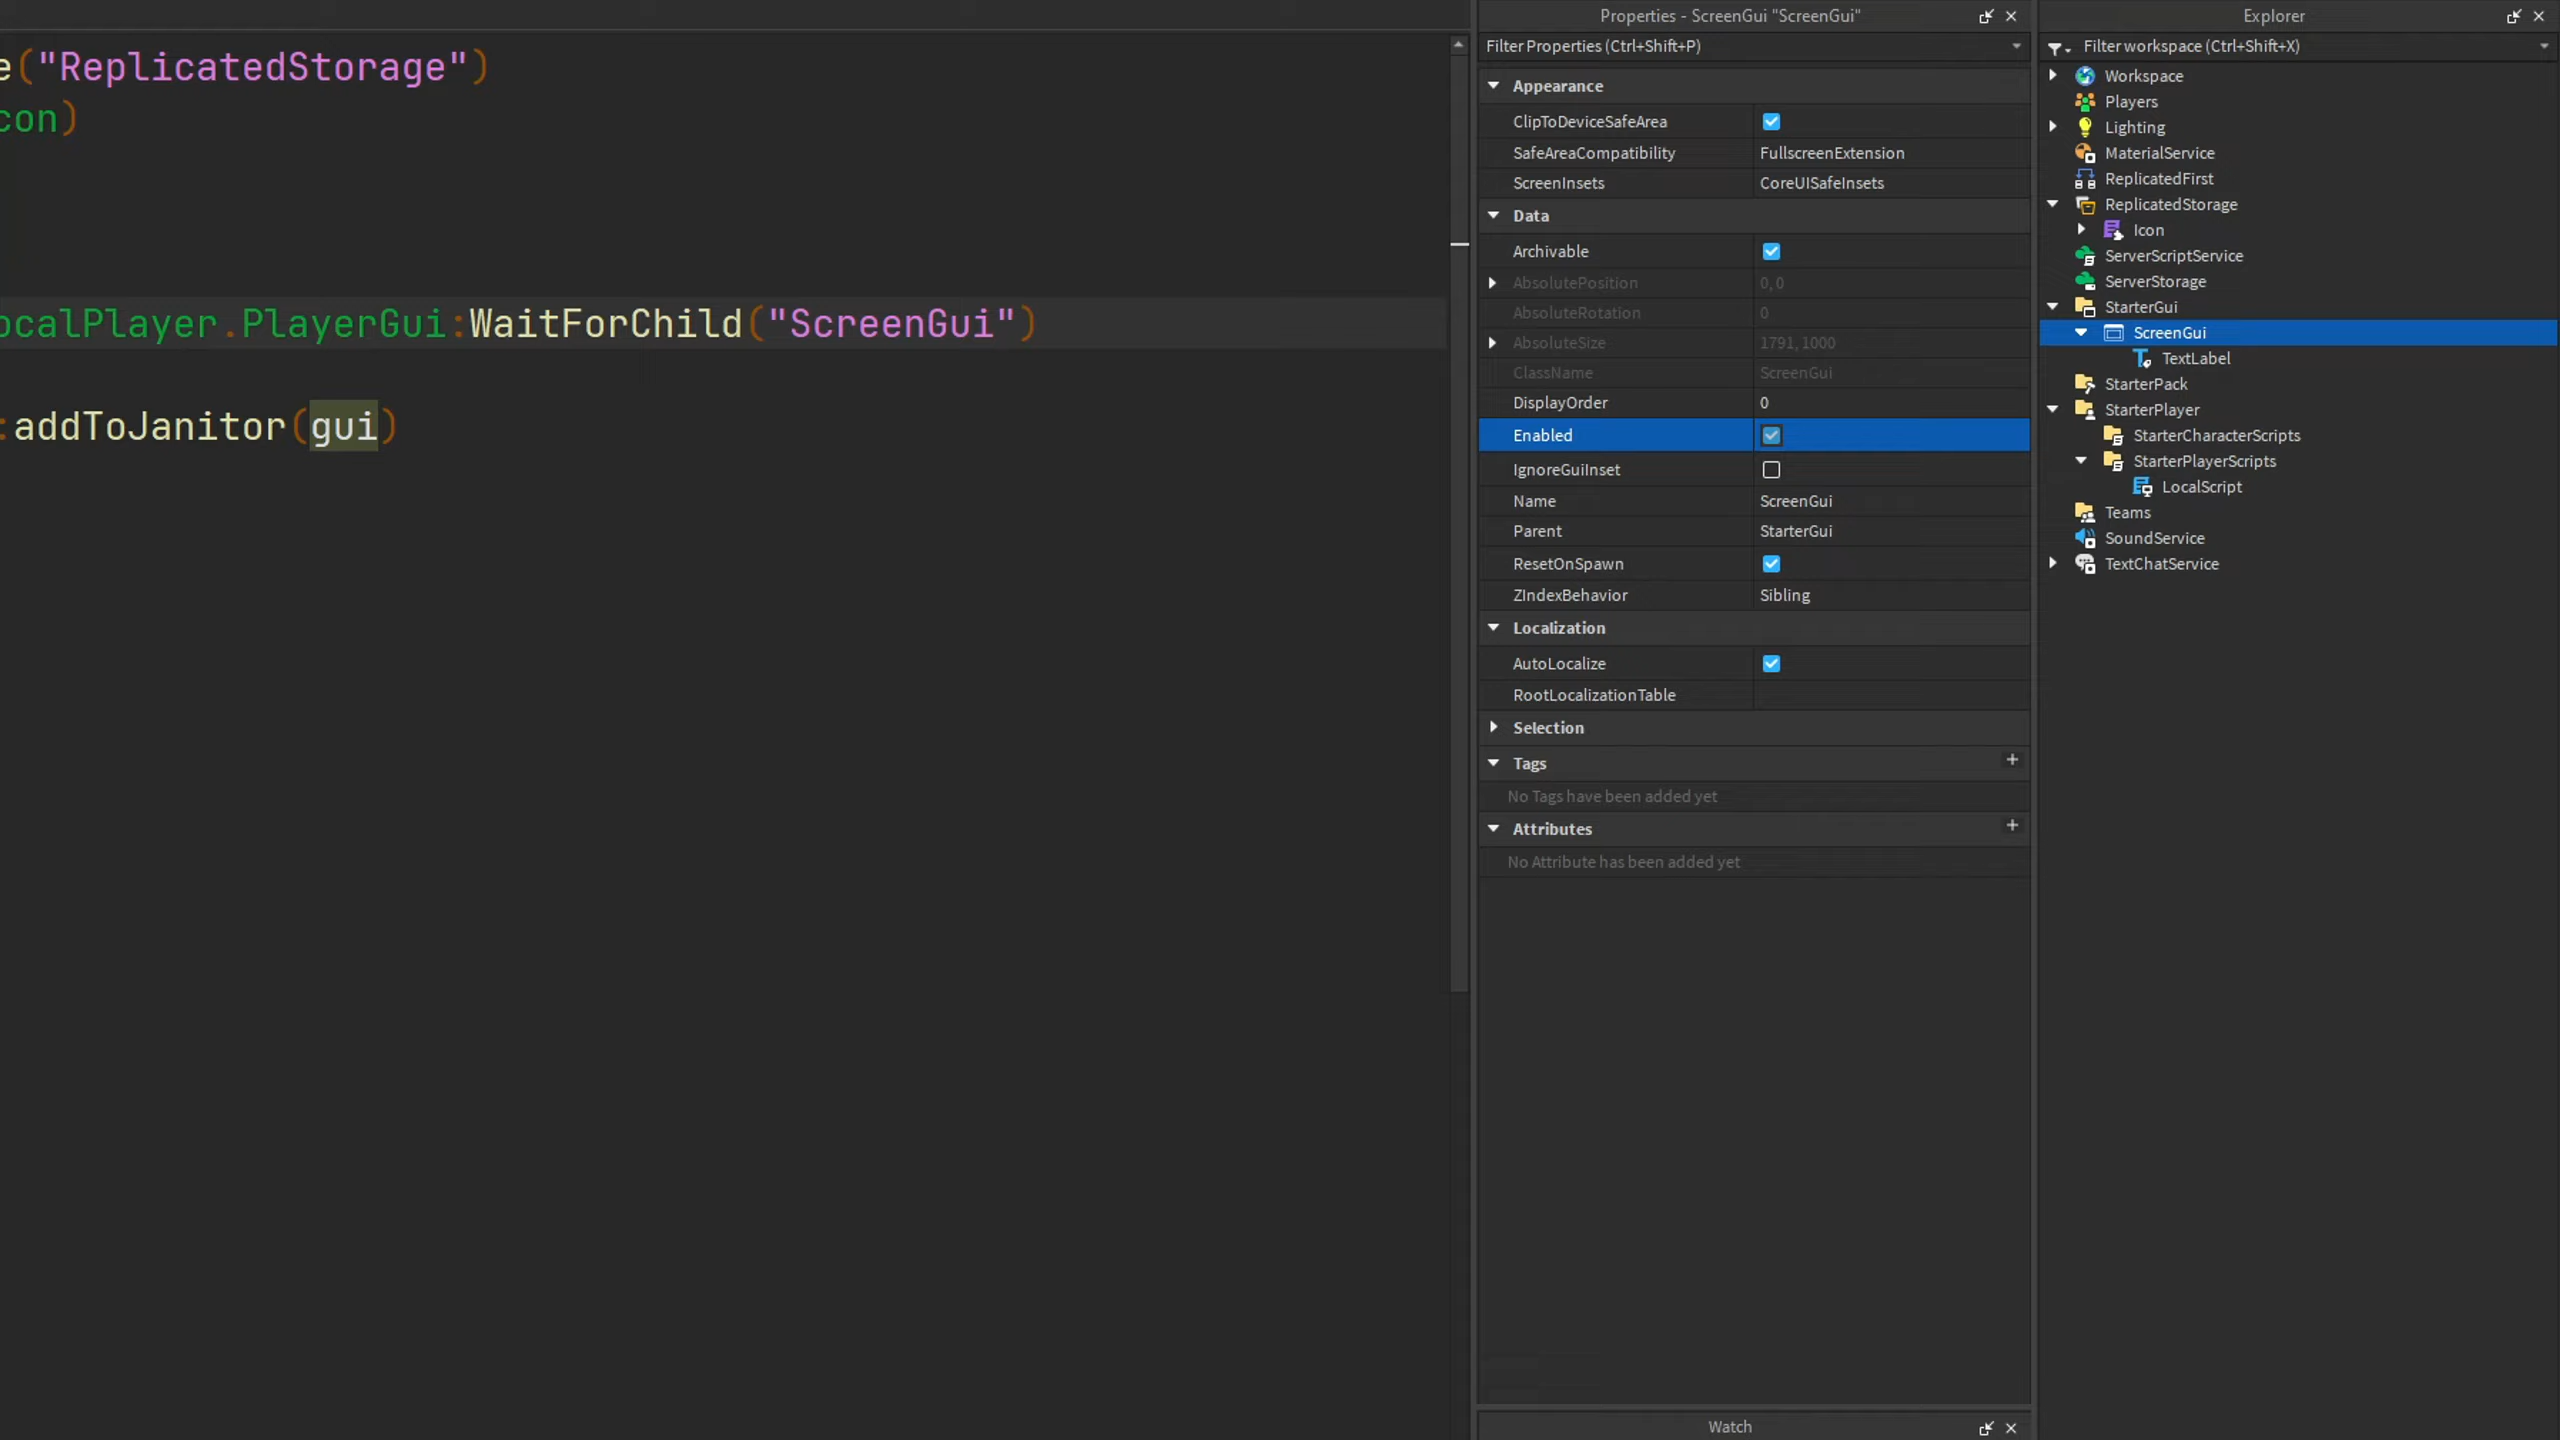 e("ReplicatedStorage")
con)
ocalPlayer.PlayerGui:WaitForChild("ScreenGui")
:addToJanitor(gui)
Properties - ScreenGui "ScreenGui"
Filter Properties (Ctrl+Shift+P)
Appearance
ClipToDeviceSafeArea
SafeAreaCompatibility FullscreenExtension
ScreenInsets CoreUISafeInsets
Data
Archivable
AbsolutePosition 0, 0
AbsoluteRotation 0
AbsoluteSize 1791, 1000
ClassName ScreenGui
DisplayOrder 0
Enabled
IgnoreGuiInset
Name ScreenGui
Parent StarterGui
ResetOnSpawn
ZIndexBehavior Sibling
Localization
AutoLocalize
RootLocalizationTable
Selection
Tags +
No Tags have been added yet
Attributes +
No Attribute has been added yet
Watch
Explorer
Filter workspace (Ctrl+Shift+X)
Workspace
Players
Lighting
MaterialService
ReplicatedFirst
ReplicatedStorage
Icon
ServerScriptService
ServerStorage
StarterGui
ScreenGui
TextLabel
StarterPack
StarterPlayer
StarterCharacterScripts
StarterPlayerScripts
LocalScript
Teams
SoundService
TextChatService